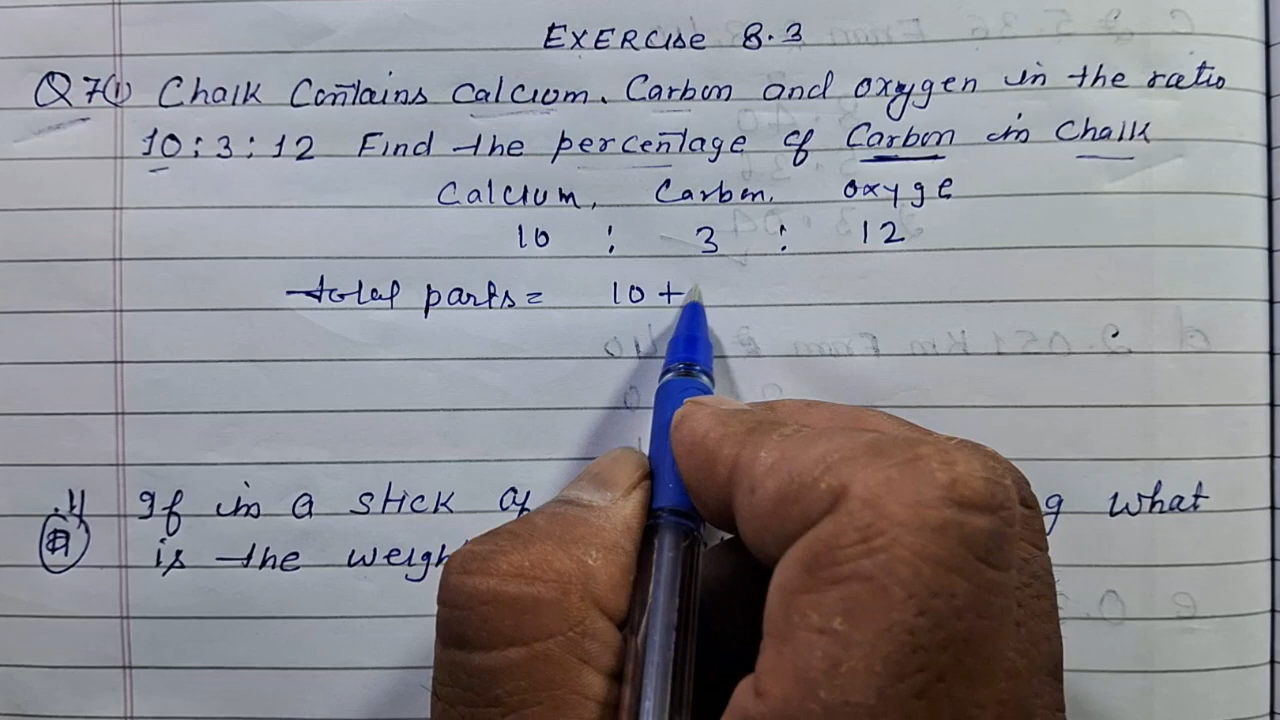 EXERCISE 8.3
Q 7(i) Chalk Contains Calcium. Carbon and oxygen in the ratio
10 : 3 : 12 Find the percentage of Carbon in Chalk
Calcium, Carbon. oxyge
10 : 3 : 12
total parts = 10 +
If in a stick of g what
is the weigh